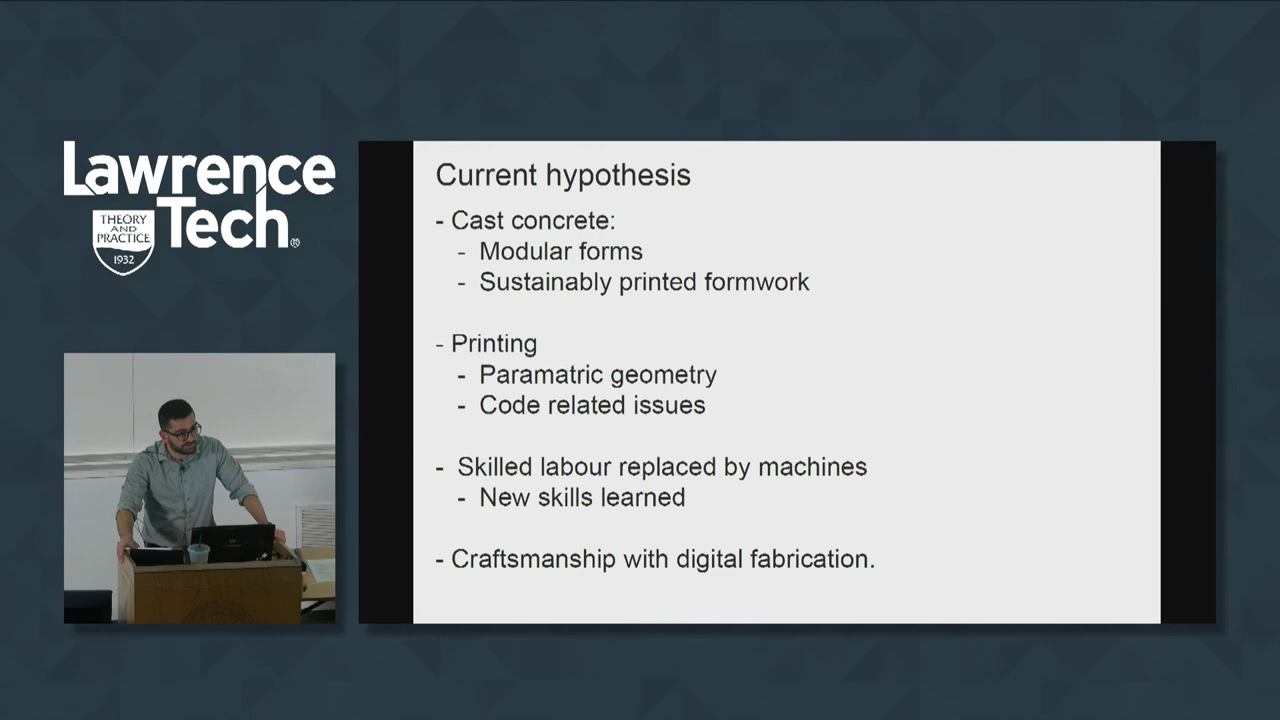 Lawrence
Tech®
THEORY
AND
PRACTICE
1932
Current hypothesis
- Cast concrete:
- Modular forms
- Sustainably printed formwork
- Printing
- Paramatric geometry
- Code related issues
- Skilled labour replaced by machines
- New skills learned
- Craftsmanship with digital fabrication.